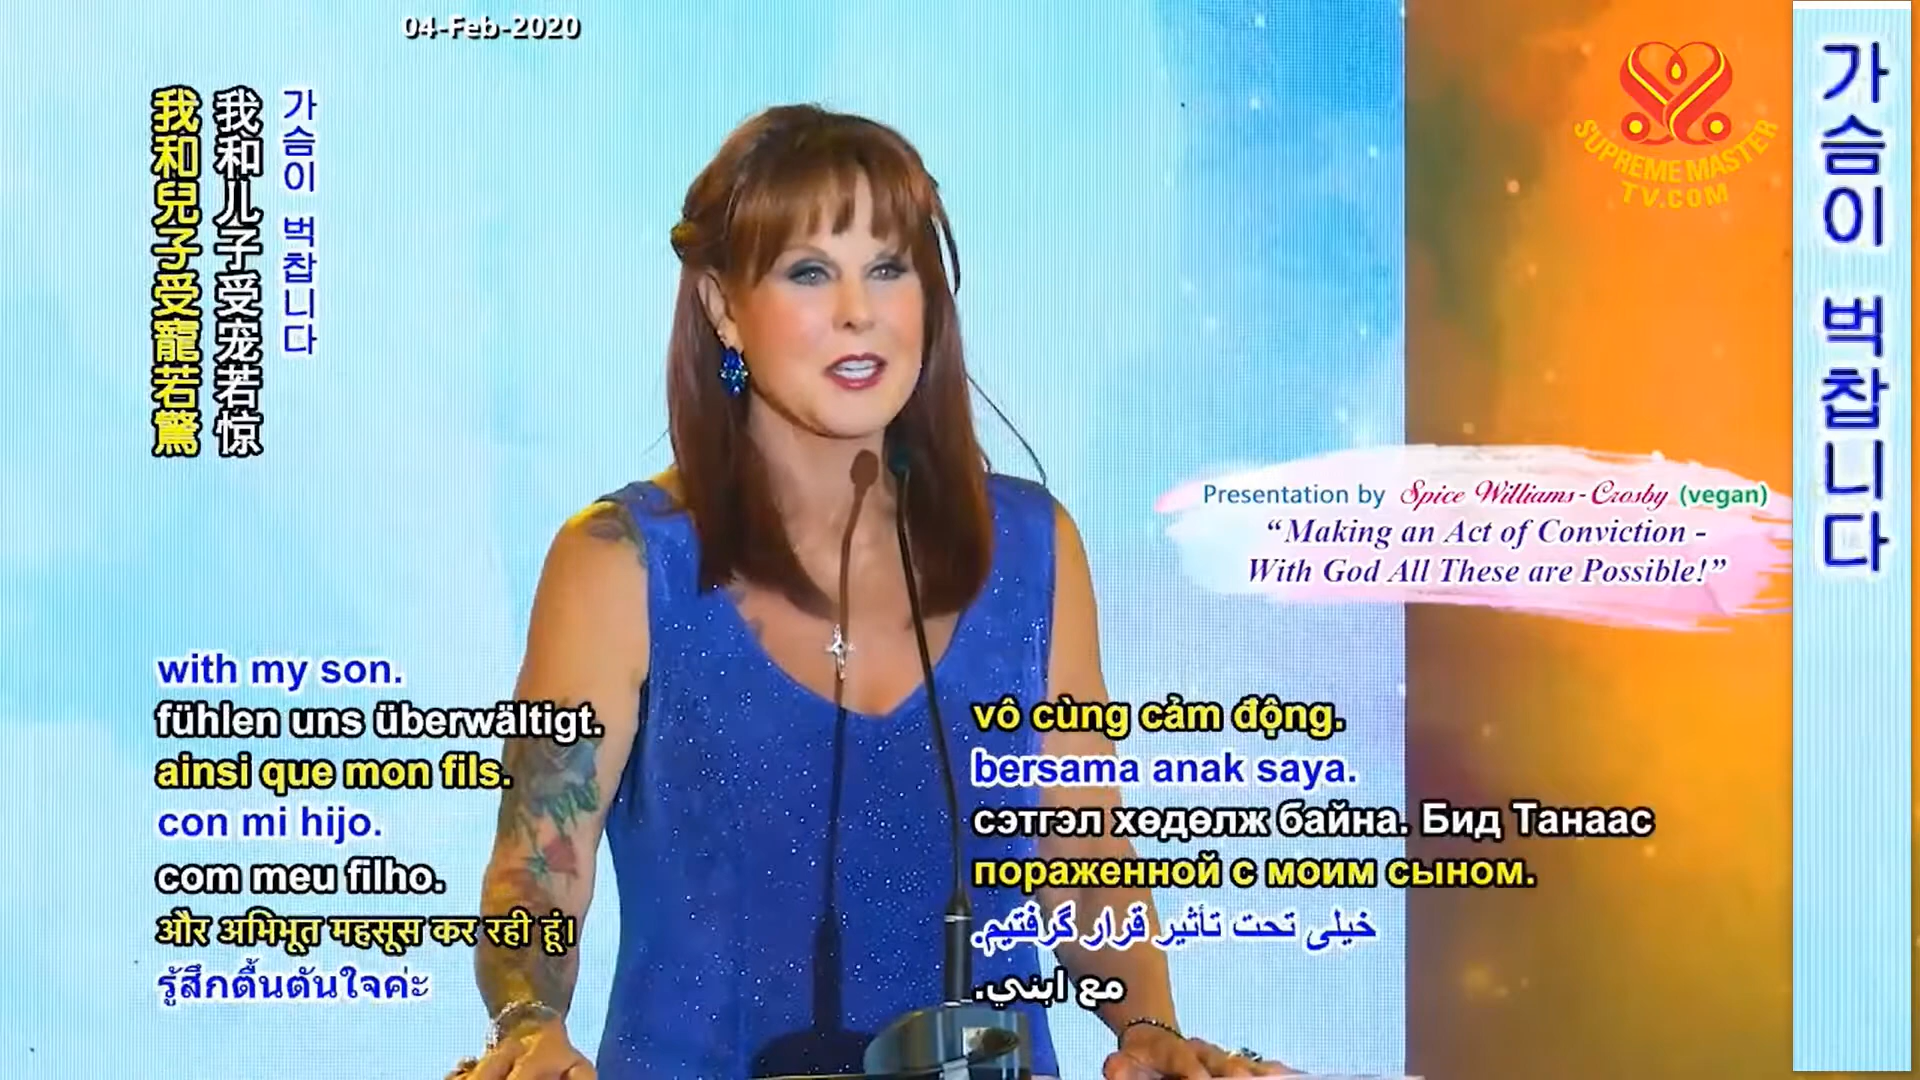 04-Feb-2020
我和兒子受寵若驚
我和儿子受宠若惊
가슴이 벅찹니다
SUPREME MASTER
TV.COM
가슴이 벅찹니다
Presentation by Spice Williams-Crosby (vegan)
“Making an Act of Conviction -
With God All These are Possible!”
with my son.
fühlen uns überwältigt.
ainsi que mon fils.
con mi hijo.
com meu filho.
और अभिभूत महसूस कर रही हूं।
รู้สึกตื้นตันใจค่ะ
vô cùng cảm động.
bersama anak saya.
сэтгэл хөдөлж байна. Бид Танаас
пораженной с моим сыном.
خیلی تحت تأثیر قرار گرفتیم.
مع ابني.